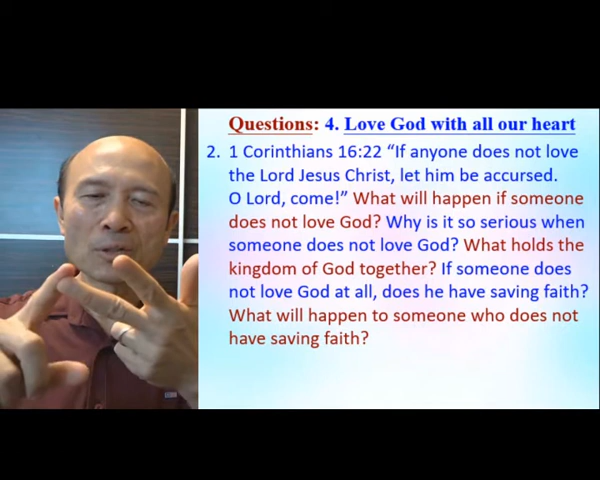 Questions: 4. Love God with all our heart
2. 1 Corinthians 16:22 “If anyone does not love
the Lord Jesus Christ, let him be accursed.
O Lord, come!” What will happen if someone
does not love God? Why is it so serious when
someone does not love God? What holds the
kingdom of God together? If someone does
not love God at all, does he have saving faith?
What will happen to someone who does not
have saving faith?